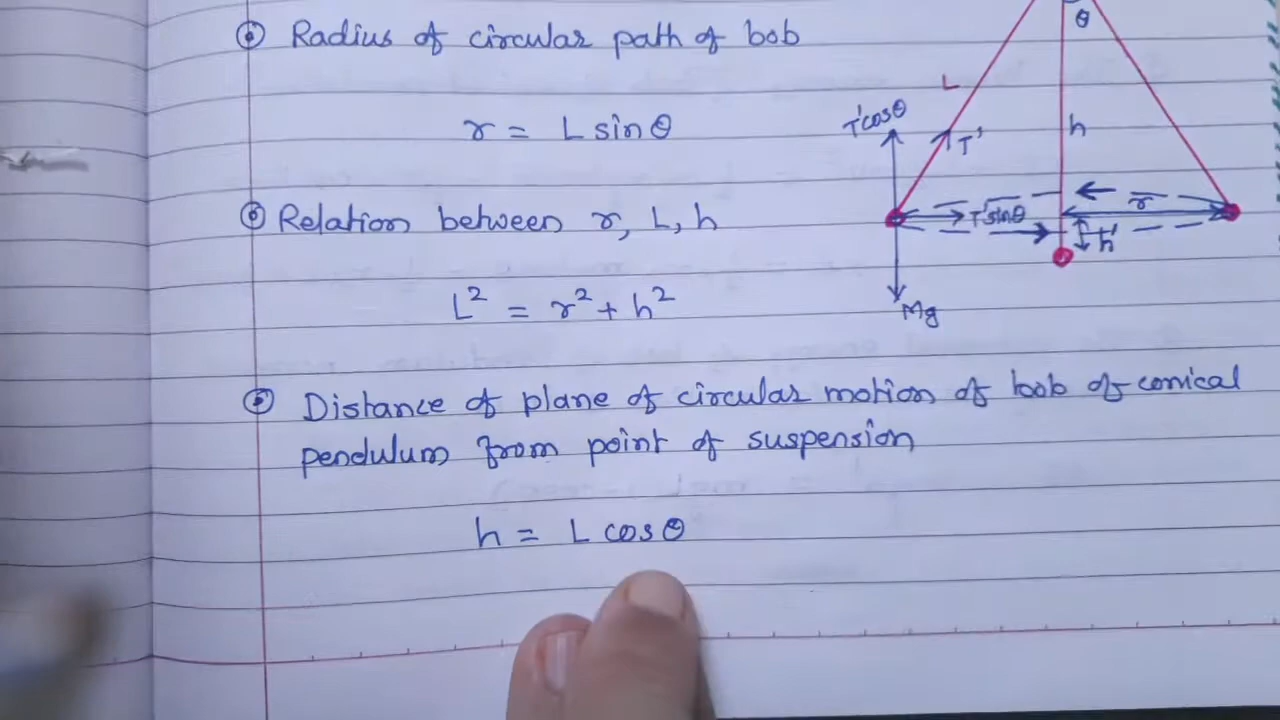 Radius of circular path of bob
r = L sinθ
Relation between r, L, h
L² = r² + h²
Distance of plane of circular motion of bob of conical
pendulum from point of suspension
h = L cosθ
θ
L
T'cosθ
T'
h
T'sinθ
r
h'
Mg